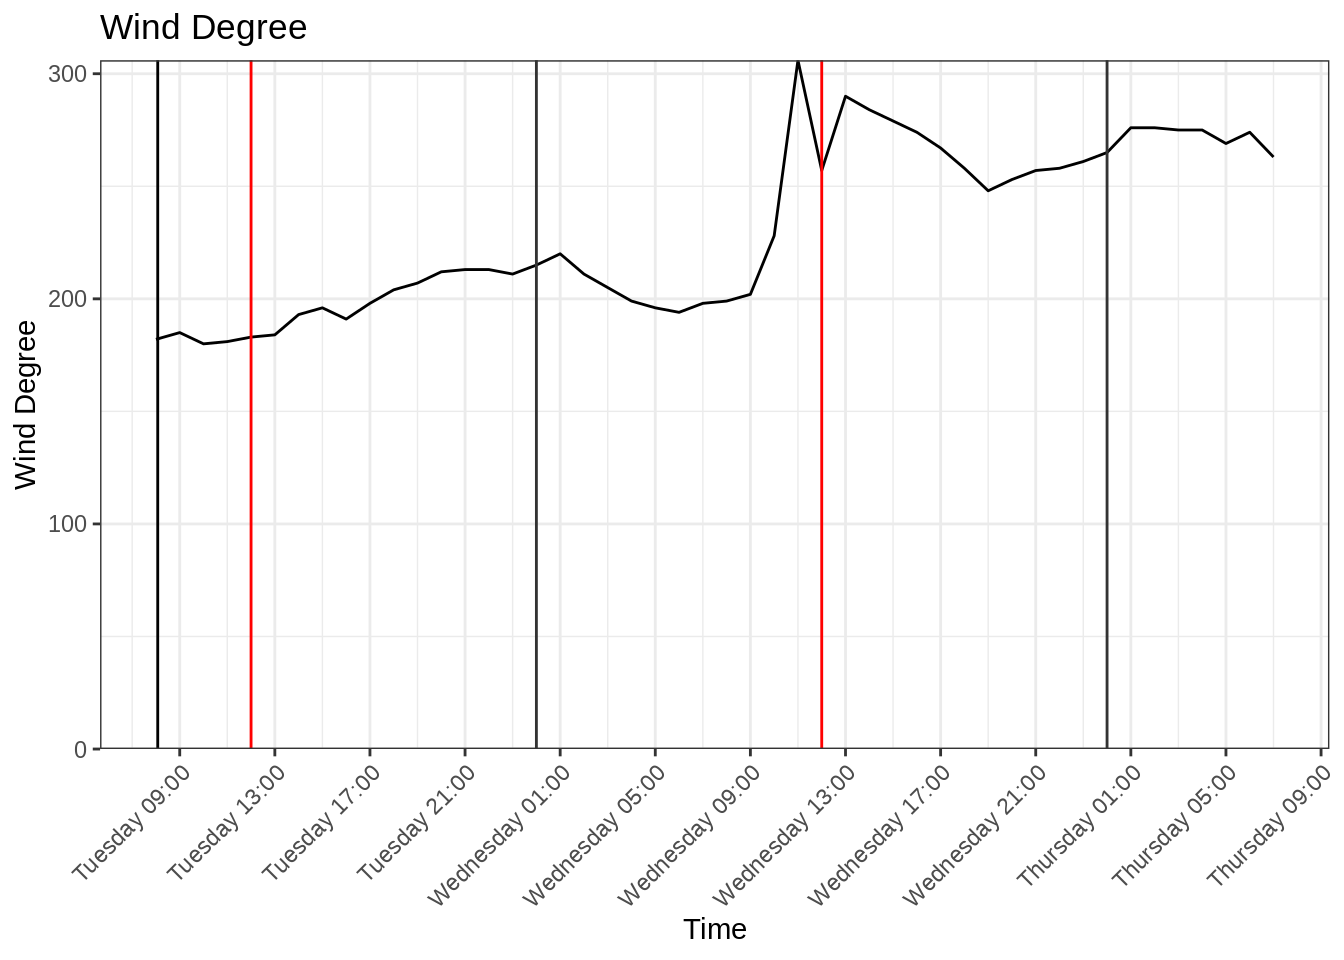 Wind Degree
Wind Degree
300
200
100
0
Tuesday 09:00
Tuesday 13:00
Tuesday 17:00
Tuesday 21:00
Wednesday 01:00
Wednesday 05:00
Wednesday 09:00
Wednesday 13:00
Wednesday 17:00
Wednesday 21:00
Thursday 01:00
Thursday 05:00
Thursday 09:00
Time